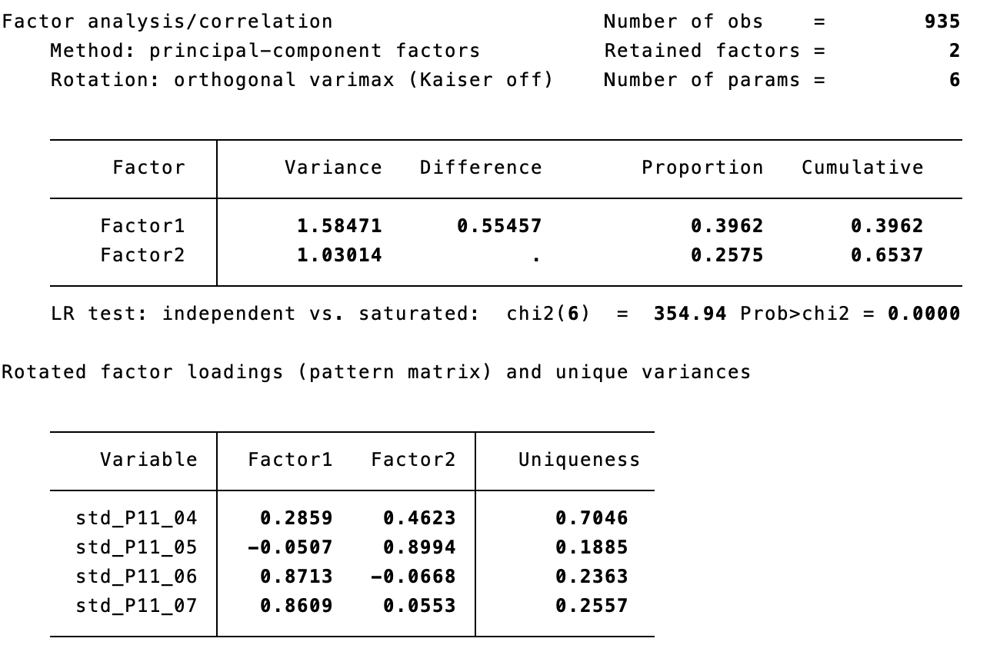 Factor analysis/correlation                      Number of obs    =        935
    Method: principal-component factors          Retained factors =          2
    Rotation: orthogonal varimax (Kaiser off)    Number of params =          6
Factor  Variance  Difference  Proportion  Cumulative
Factor1  1.58471  0.55457  0.3962  0.3962
Factor2  1.03014  .  0.2575  0.6537
LR test: independent vs. saturated:  chi2(6)  =  354.94 Prob>chi2 = 0.0000
Rotated factor loadings (pattern matrix) and unique variances
Variable  Factor1  Factor2  Uniqueness
std_P11_04  0.2859  0.4623  0.7046
std_P11_05  -0.0507  0.8994  0.1885
std_P11_06  0.8713  -0.0668  0.2363
std_P11_07  0.8609  0.0553  0.2557